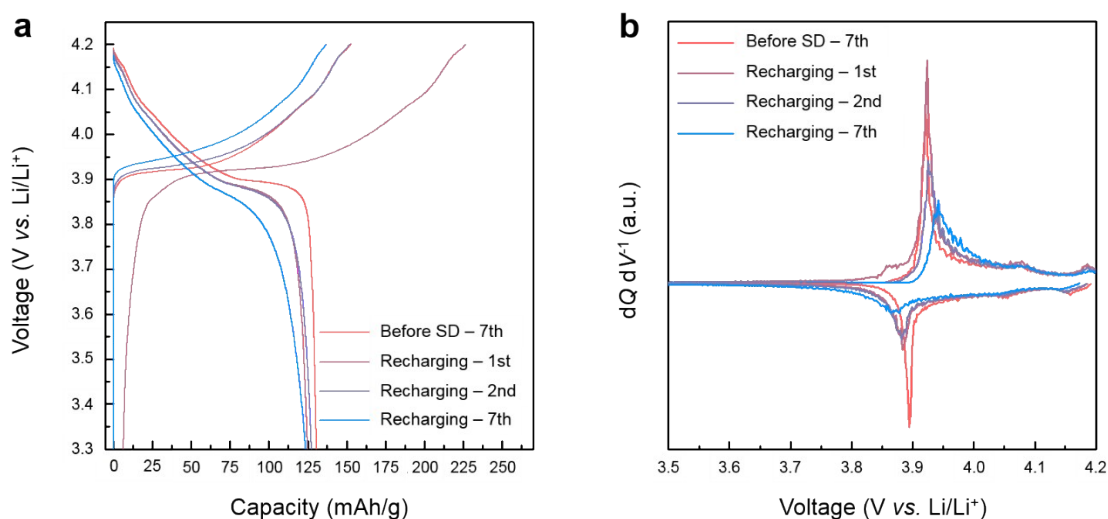 a
4.2
4.1
4.0
3.9
3.8
3.7
3.6
3.5
3.4
3.3
Voltage (V vs. Li/Li⁺)
Before SD – 7th
Recharging – 1st
Recharging – 2nd
Recharging – 7th
0 25 50 75 100 125 150 175 200 225 250
Capacity (mAh/g)
b
Before SD – 7th
Recharging – 1st
Recharging – 2nd
Recharging – 7th
dQ dV⁻¹ (a.u.)
3.5 3.6 3.7 3.8 3.9 4.0 4.1 4.2
Voltage (V vs. Li/Li⁺)